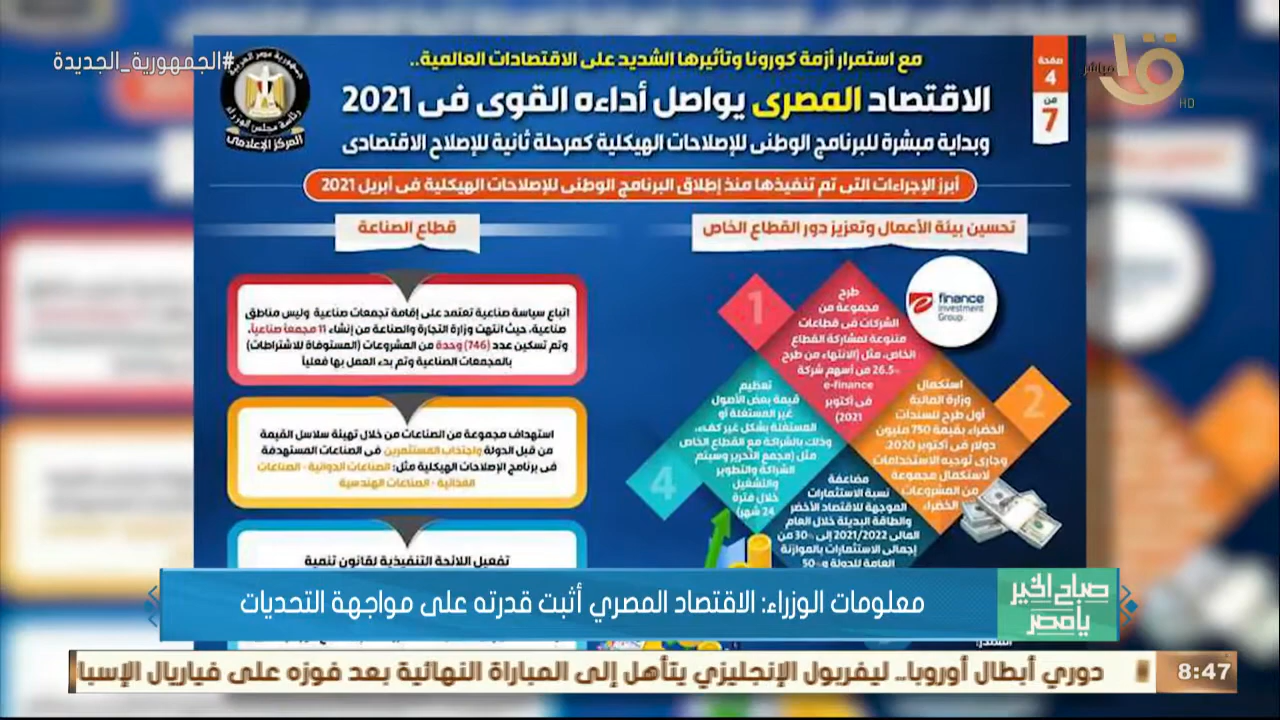 #الجمهورية_الجديدة
مباشر
HD
صفحة
4
من
7
جمهورية مصر العربية
رئاسة مجلس الوزراء
المركز الإعلامى
مع استمرار أزمة كورونا وتأثيرها الشديد على الاقتصادات العالمية..
الاقتصاد المصرى يواصل أداءه القوى فى 2021
وبداية مبشرة للبرنامج الوطنى للإصلاحات الهيكلية كمرحلة ثانية للإصلاح الاقتصادى
أبرز الإجراءات التى تم تنفيذها منذ إطلاق البرنامج الوطنى للإصلاحات الهيكلية فى أبريل 2021
تحسين بيئة الأعمال وتعزيز دور القطاع الخاص
finance
Investment
Group
1
طرح
مجموعة من
الشركات فى قطاعات
متنوعة لمشاركة القطاع
الخاص، مثل (الانتهاء من طرح
26.5% من أسهم شركة
e-finance
فى أكتوبر
2021)
2
استكمال
وزارة المالية
أول طرح للسندات
الخضراء بقيمة 750 مليون
دولار فى أكتوبر 2020،
وجارى توجيه الاستخدامات
لاستكمال مجموعة
من المشروعات
الخضراء
مضاعفة
نسبة الاستثمارات
الموجهة للاقتصاد الأخضر
والطاقة البديلة خلال العام
المالى 2021/2022 إلى 30% من
إجمالى الاستثمارات بالموازنة
العامة للدولة و50%
4
تعظيم
قيمة بعض الأصول
غير المستغلة أو
المستغلة بشكل غير كفء،
وذلك بالشراكة مع القطاع الخاص
مثل (مجمع التحرير وسيتم
الشراكة والتطوير
والتشغيل
خلال فترة
24 شهر)
قطاع الصناعة
اتباع سياسة صناعية تعتمد على إقامة تجمعات صناعية وليس مناطق
صناعية، حيث انتهت وزارة التجارة والصناعة من إنشاء 11 مجمعاً صناعياً،
وتم تسكين عدد (746) وحدة من المشروعات (المستوفاة للاشتراطات)
بالمجمعات الصناعية وتم بدء العمل بها فعلياً
استهداف مجموعة من الصناعات من خلال تهيئة سلاسل القيمة
من قبل الدولة واجتذاب المستثمرين فى الصناعات المستهدفة
فى برنامج الإصلاحات الهيكلية مثل: الصناعات الدوائية - الصناعات
الغذائية - الصناعات الهندسية
تفعيل اللائحة التنفيذية لقانون تنمية
صباح الخير
يا مصر
معلومات الوزراء: الاقتصاد المصري أثبت قدرته على مواجهة التحديات
8:47
دوري أبطال أوروبا.. ليفربول الإنجليزي يتأهل إلى المباراة النهائية بعد فوزه على فياريال الإسبا